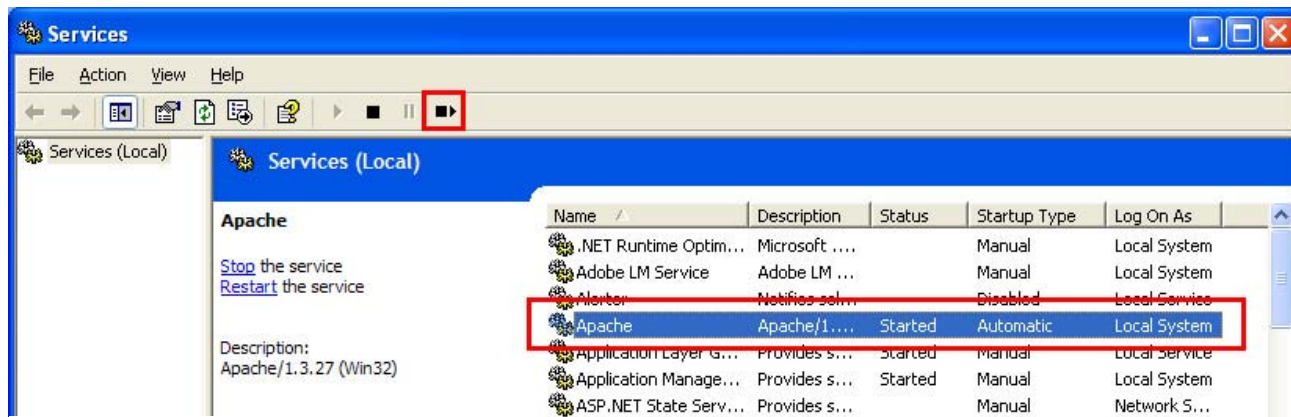 Services
File Action View Help
Services (Local)
Services (Local)
Apache
Stop the service
Restart the service
Description:
Apache/1.3.27 (Win32)
Name Description Status Startup Type Log On As
.NET Runtime Optim... Microsoft .... Manual Local System
Adobe LM Service Adobe LM ... Manual Local System
Alerter Notifies sel... Disabled Local Service
Apache Apache/1.... Started Automatic Local System
Application Layer G... Provides s... Started Manual Local Service
Application Manage... Provides s... Started Manual Local System
ASP.NET State Serv... Provides s... Manual Network S...